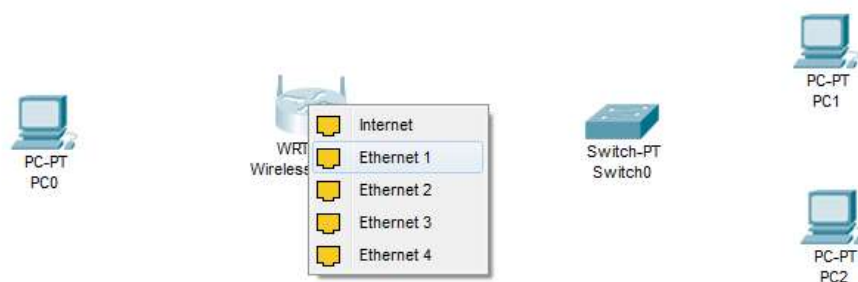 PC-PT
PC0
WRT
Wireless
Internet
Ethernet 1
Ethernet 2
Ethernet 3
Ethernet 4
Switch-PT
Switch0
PC-PT
PC1
PC-PT
PC2